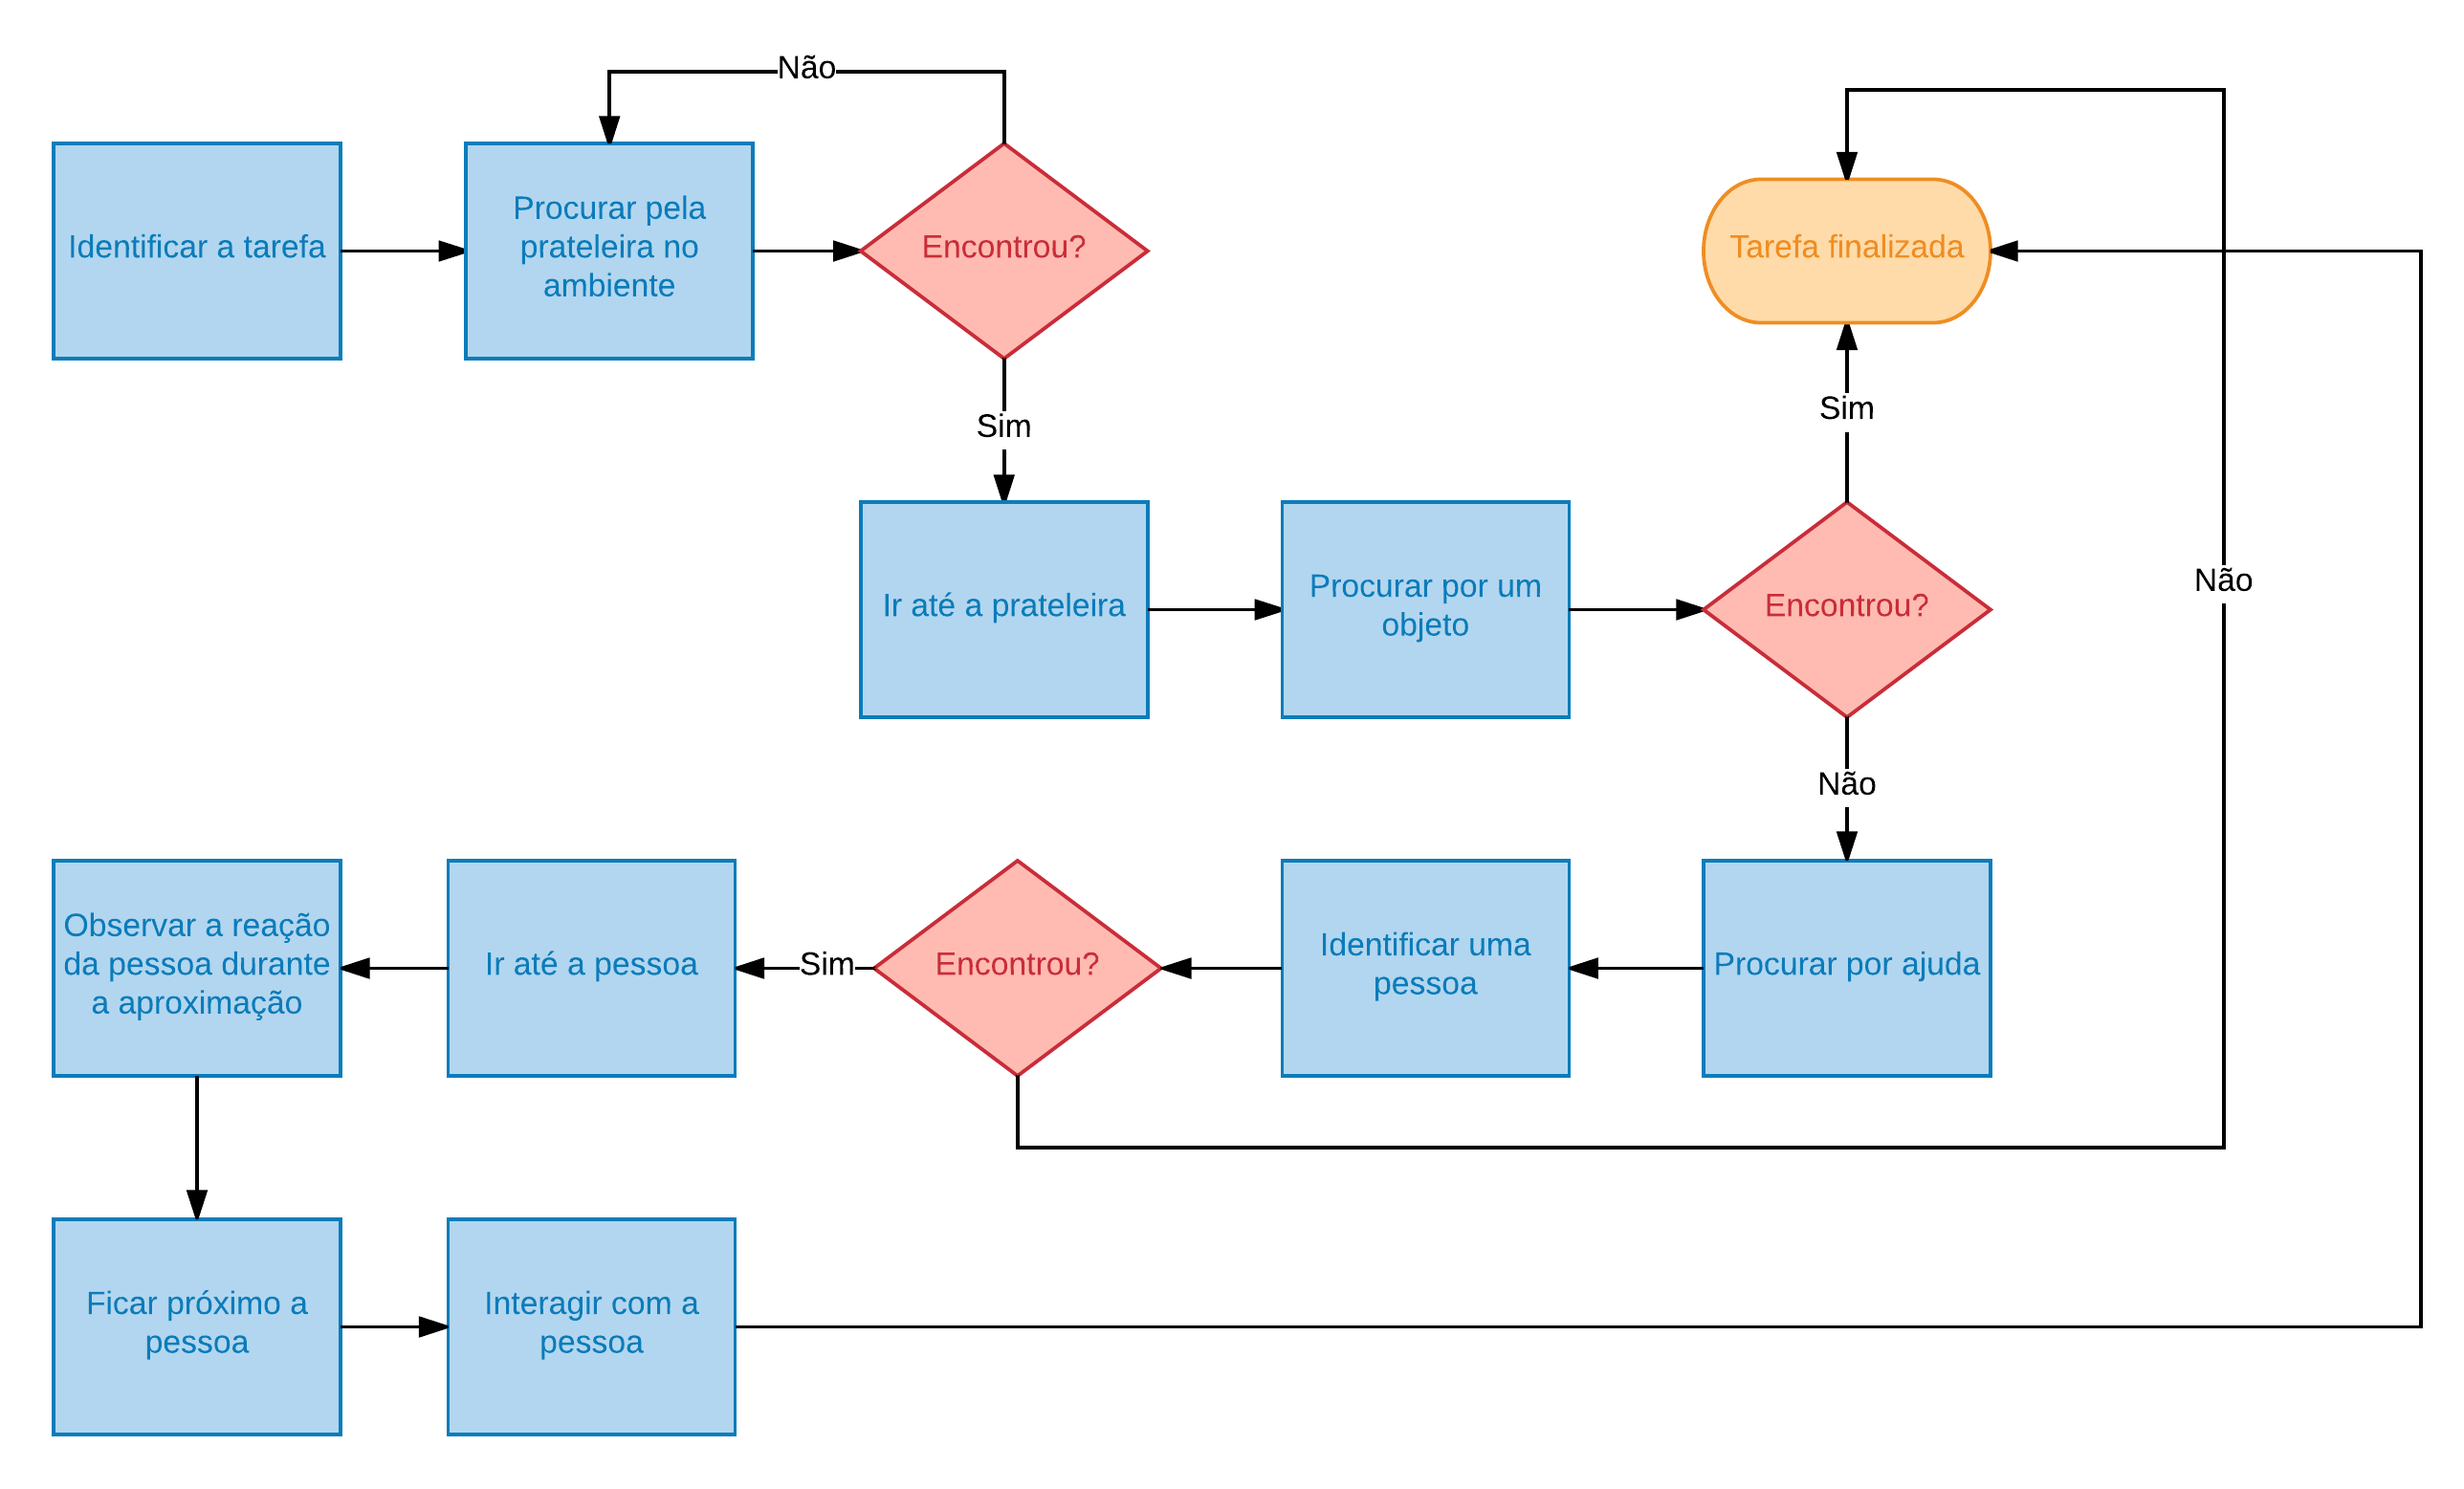 Não
Identificar a tarefa
Procurar pela
prateleira no
ambiente
Encontrou?
Tarefa finalizada
Sim
Sim
Ir até a prateleira
Procurar por um
objeto
Encontrou?
Não
Não
Observar a reação
da pessoa durante
a aproximação
Ir até a pessoa
Sim
Encontrou?
Identificar uma
pessoa
Procurar por ajuda
Ficar próximo a
pessoa
Interagir com a
pessoa